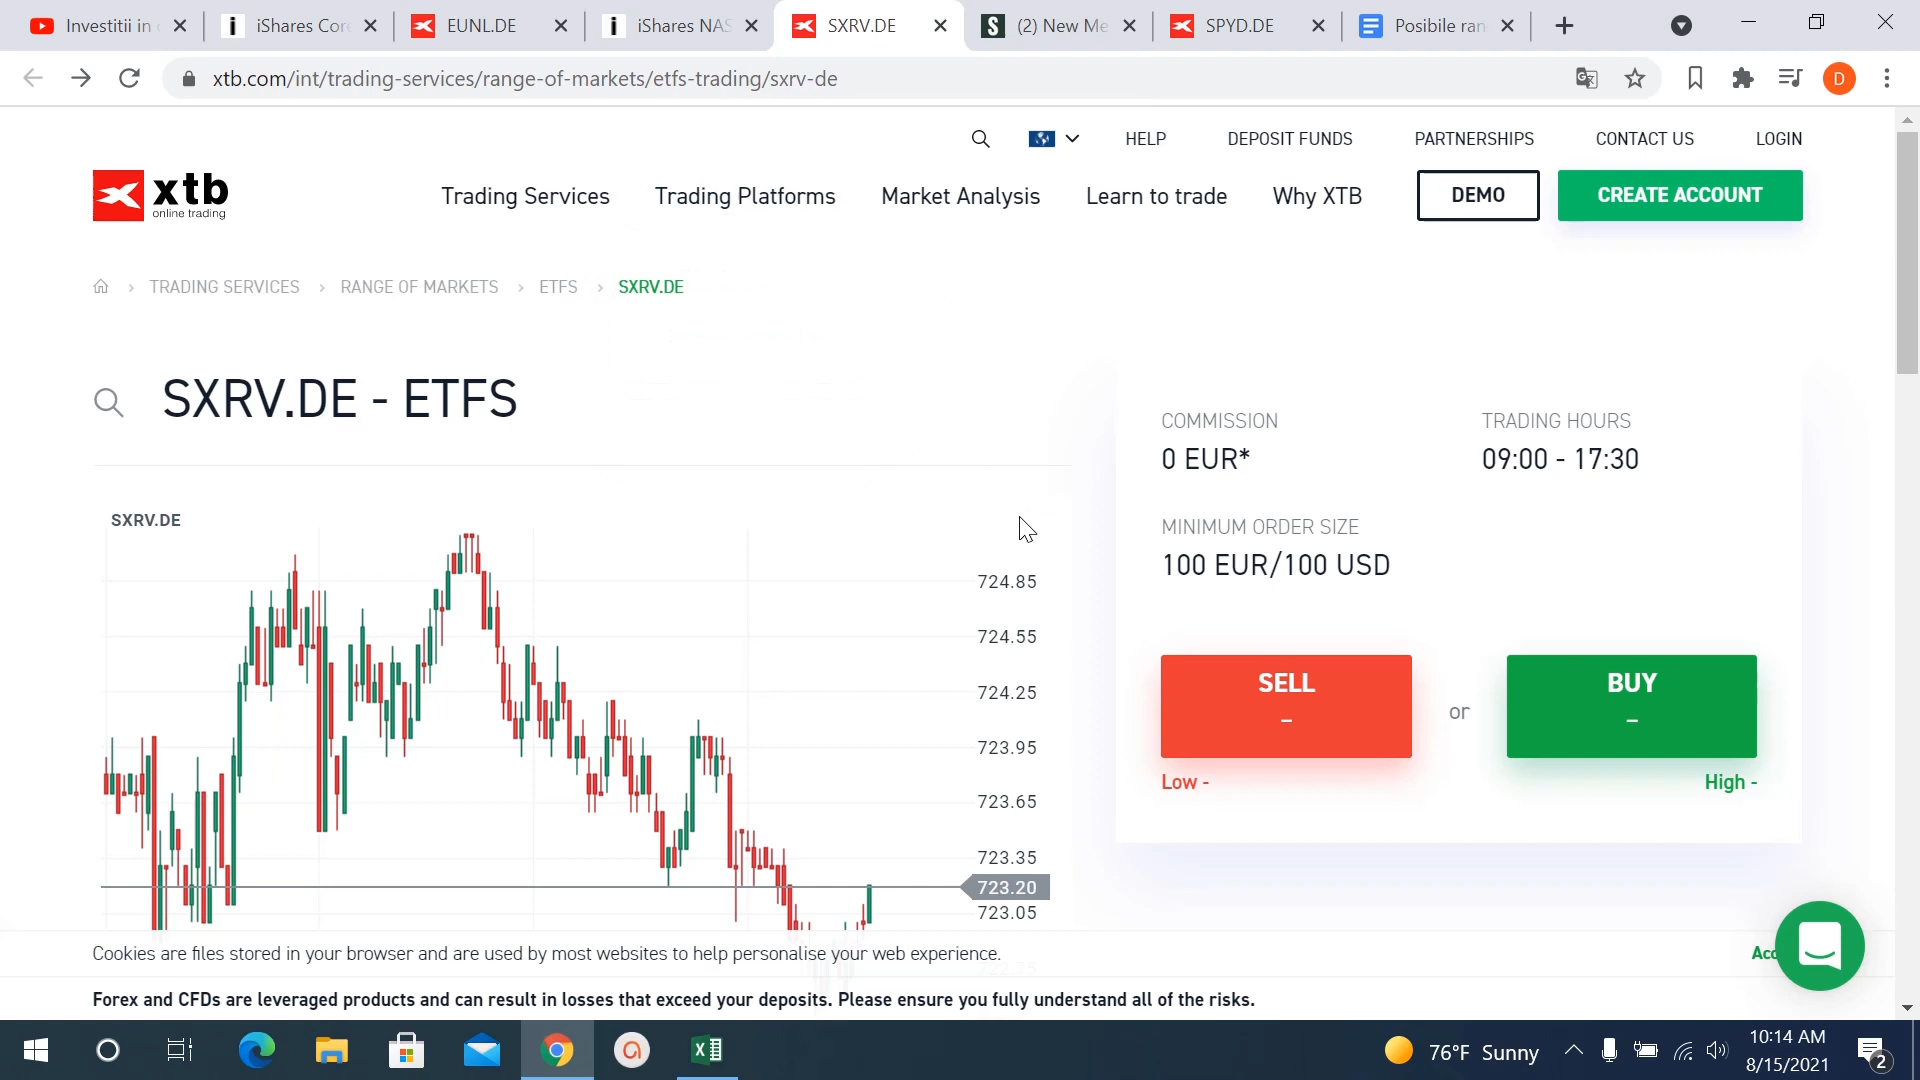 Investitii in
iShares Core
EUNL.DE
iShares NAS
SXRV.DE
(2) New Me
SPYD.DE
Posibile ran
xtb.com/int/trading-services/range-of-markets/etfs-trading/sxrv-de
D
HELP
DEPOSIT FUNDS
PARTNERSHIPS
CONTACT US
LOGIN
xtb
online trading
Trading Services
Trading Platforms
Market Analysis
Learn to trade
Why XTB
DEMO
CREATE ACCOUNT
TRADING SERVICES > RANGE OF MARKETS > ETFS > SXRV.DE
SXRV.DE - ETFS
COMMISSION
0 EUR*
TRADING HOURS
09:00 - 17:30
MINIMUM ORDER SIZE
100 EUR/100 USD
SELL
-
or
BUY
-
Low -
High -
SXRV.DE
724.85
724.55
724.25
723.95
723.65
723.35
723.20
723.05
722.75
Cookies are files stored in your browser and are used by most websites to help personalise your web experience.
Forex and CFDs are leveraged products and can result in losses that exceed your deposits. Please ensure you fully understand all of the risks.
76°F Sunny
10:14 AM
8/15/2021
2